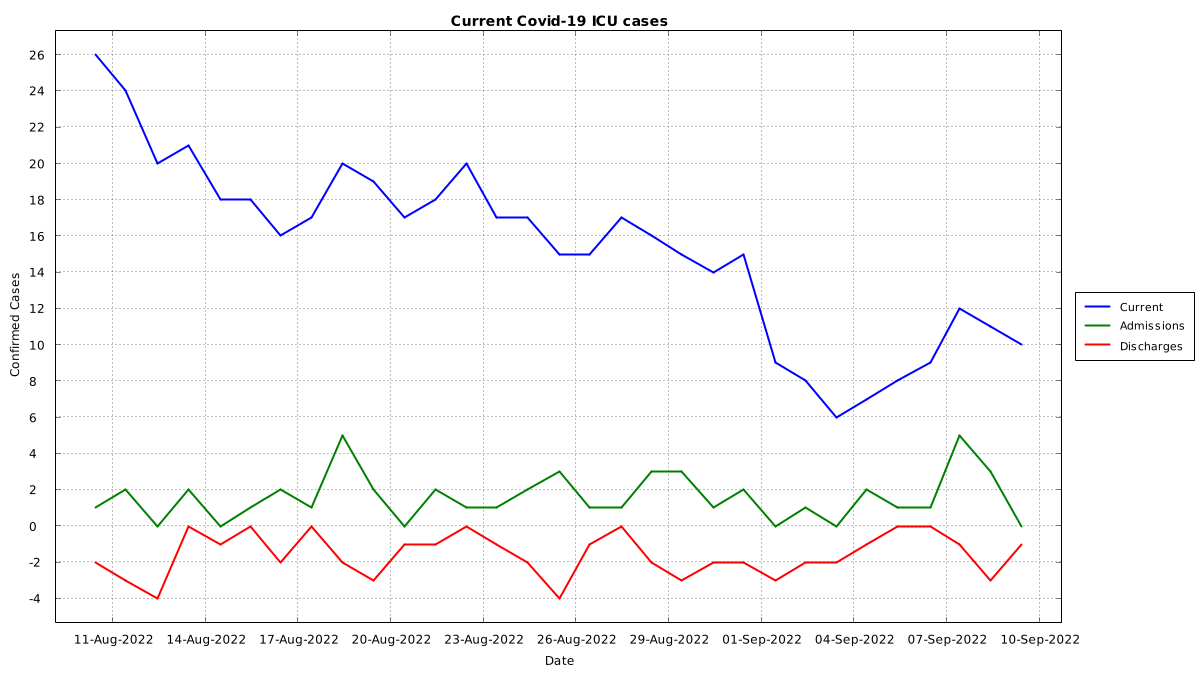 Current Covid-19 ICU cases
Confirmed Cases
26
24
22
20
18
16
14
12
10
8
6
4
2
0
-2
-4
11-Aug-2022 14-Aug-2022 17-Aug-2022 20-Aug-2022 23-Aug-2022 26-Aug-2022 29-Aug-2022 01-Sep-2022 04-Sep-2022 07-Sep-2022 10-Sep-2022
Date
Current
Admissions
Discharges